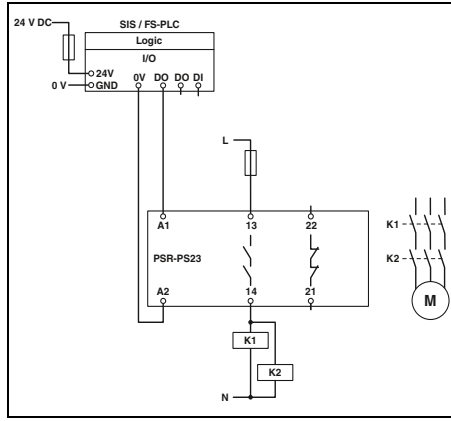 24 V DC
SIS / FS-PLC
Logic
I/O
24V
0 V
GND
0V DO DO DI
L
A1 13 22
PSR-PS23
A2 14 21
K1
K2
N
K1
K2
M